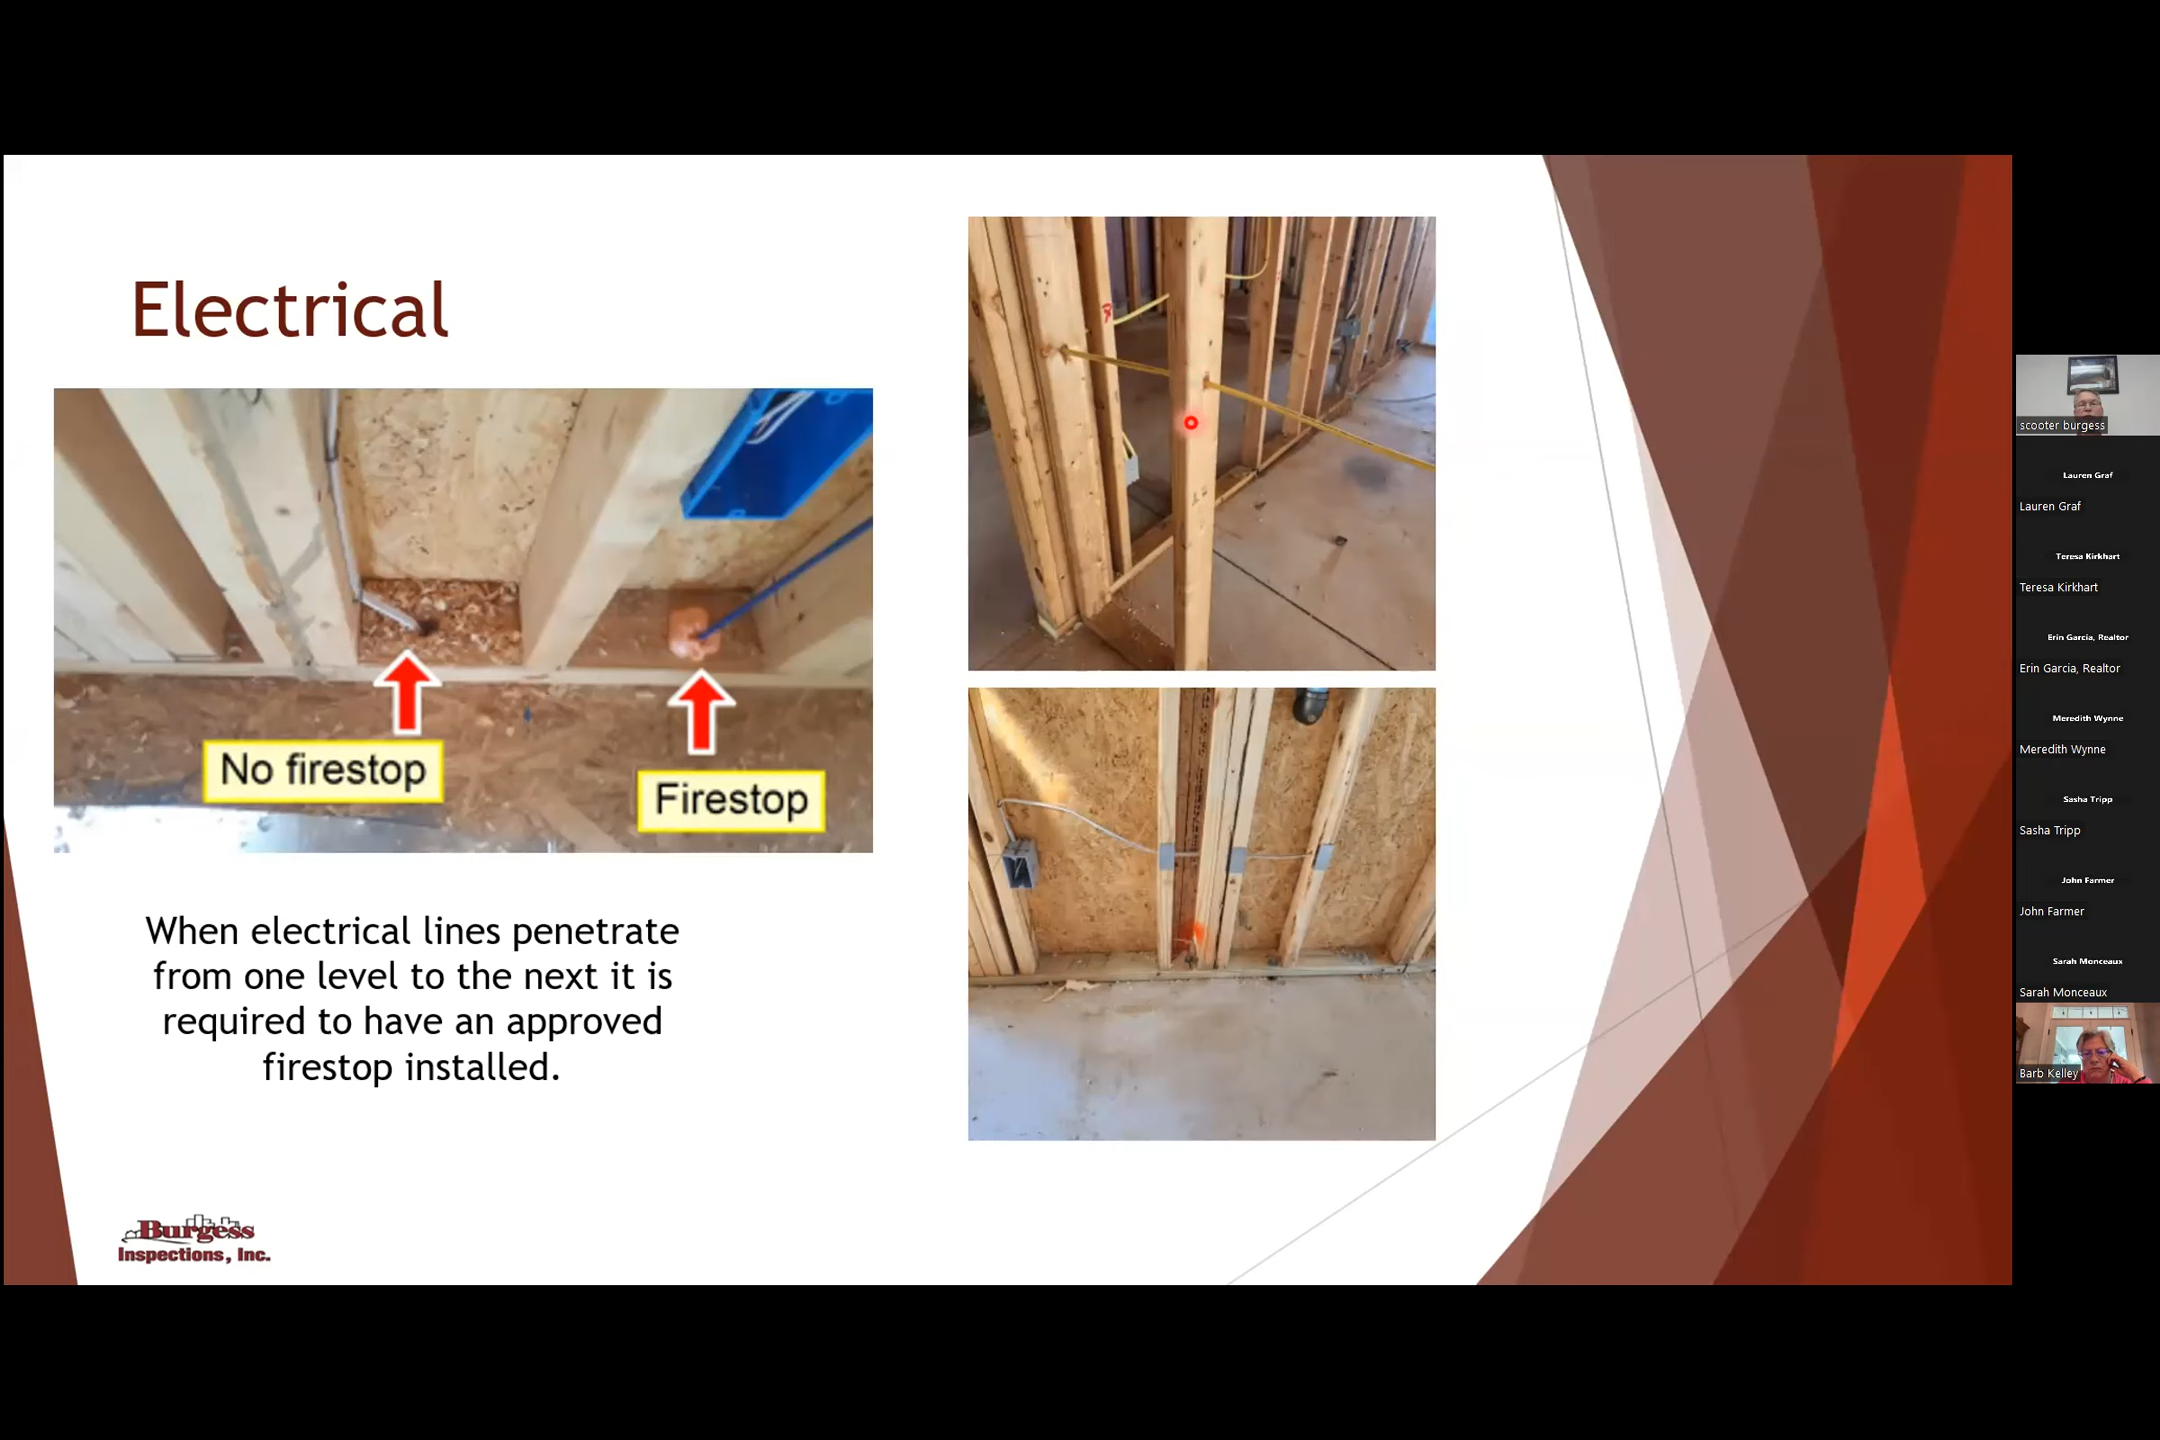 Electrical
No firestop
Firestop
When electrical lines penetrate
from one level to the next it is
required to have an approved
firestop installed.
Burgess
Inspections, Inc.
scooter burgess
Lauren Graf
Lauren Graf
Teresa Kirkhart
Teresa Kirkhart
Erin Garcia, Realtor
Erin Garcia, Realtor
Meredith Wynne
Meredith Wynne
Sasha Tripp
Sasha Tripp
John Farmer
John Farmer
Sarah Monceaux
Sarah Monceaux
Barb Kelley